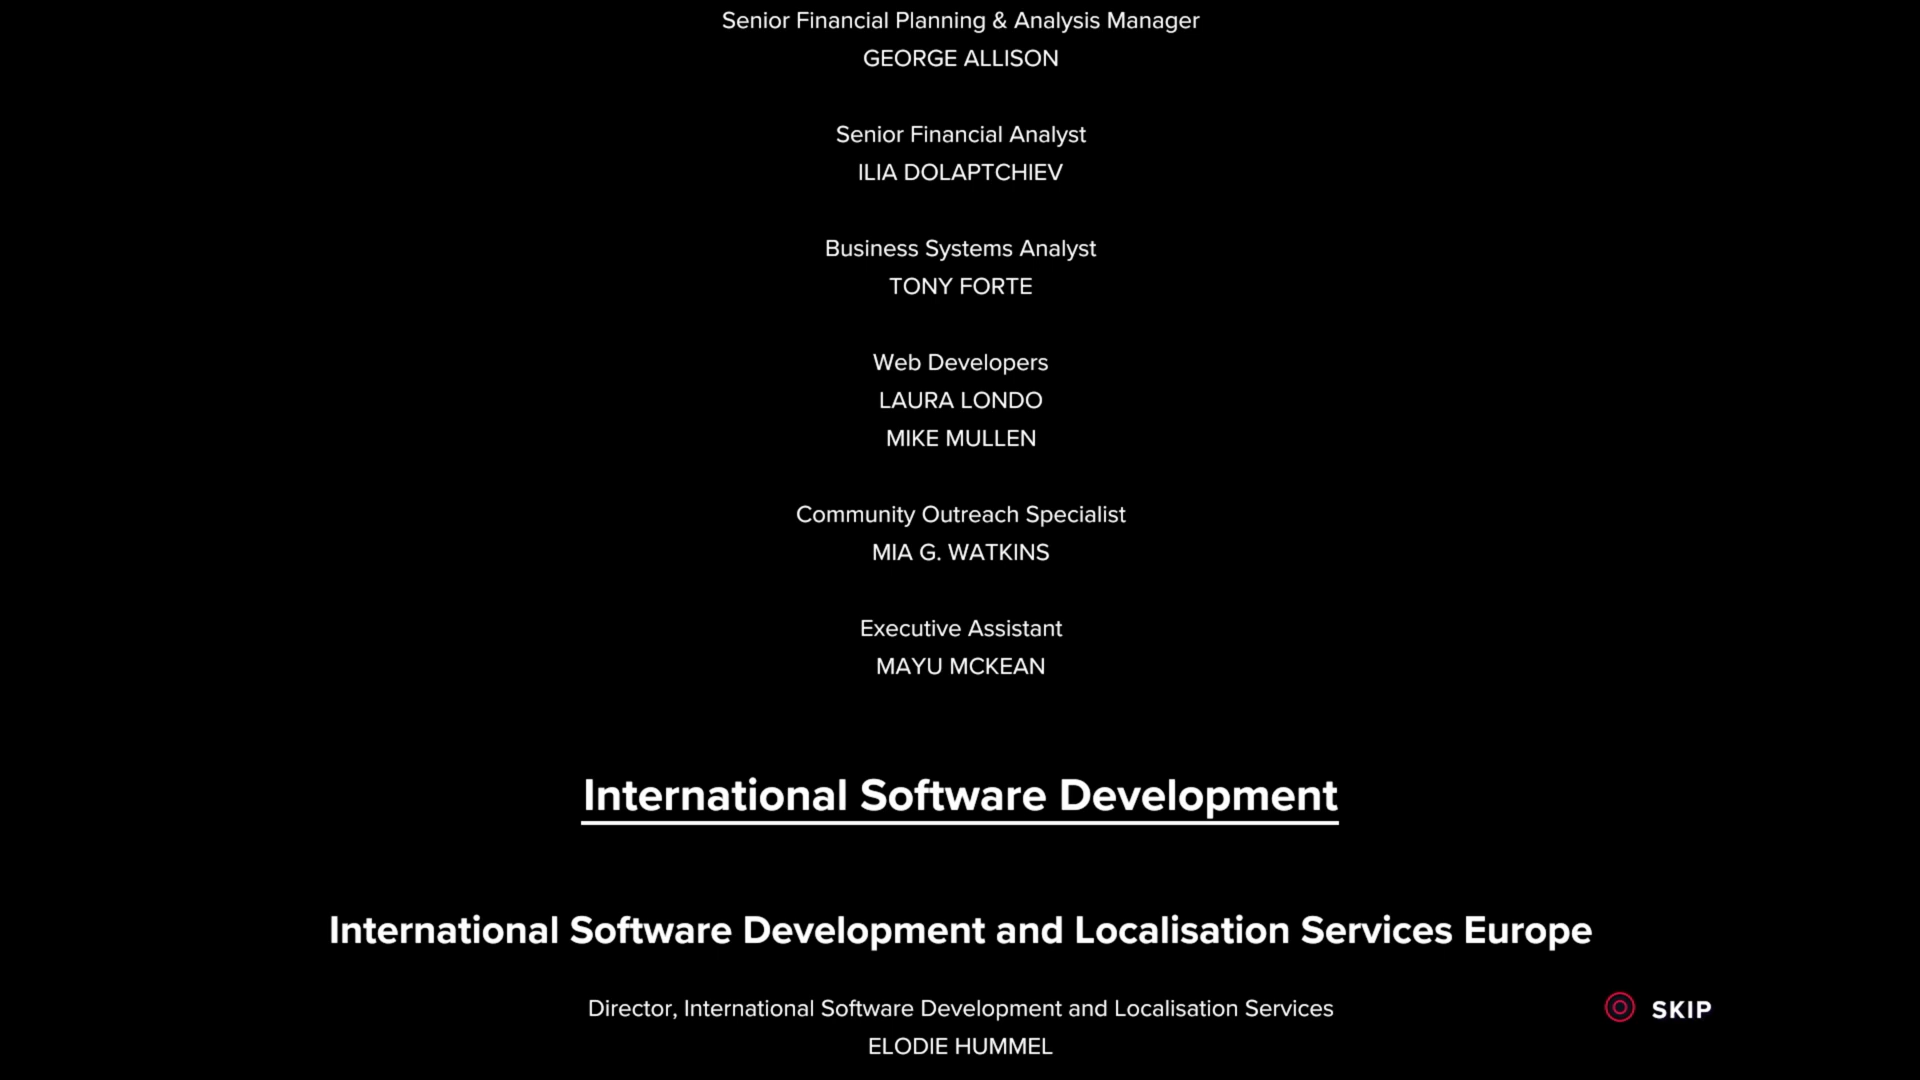 Senior Financial Planning & Analysis Manager
GEORGE ALLISON
Senior Financial Analyst
ILIA DOLAPTCHIEV
Business Systems Analyst
TONY FORTE
Web Developers
LAURA LONDO
MIKE MULLEN
Community Outreach Specialist
MIA G. WATKINS
Executive Assistant
MAYU MCKEAN
International Software Development
International Software Development and Localisation Services Europe
Director, International Software Development and Localisation Services
ELODIE HUMMEL
SKIP